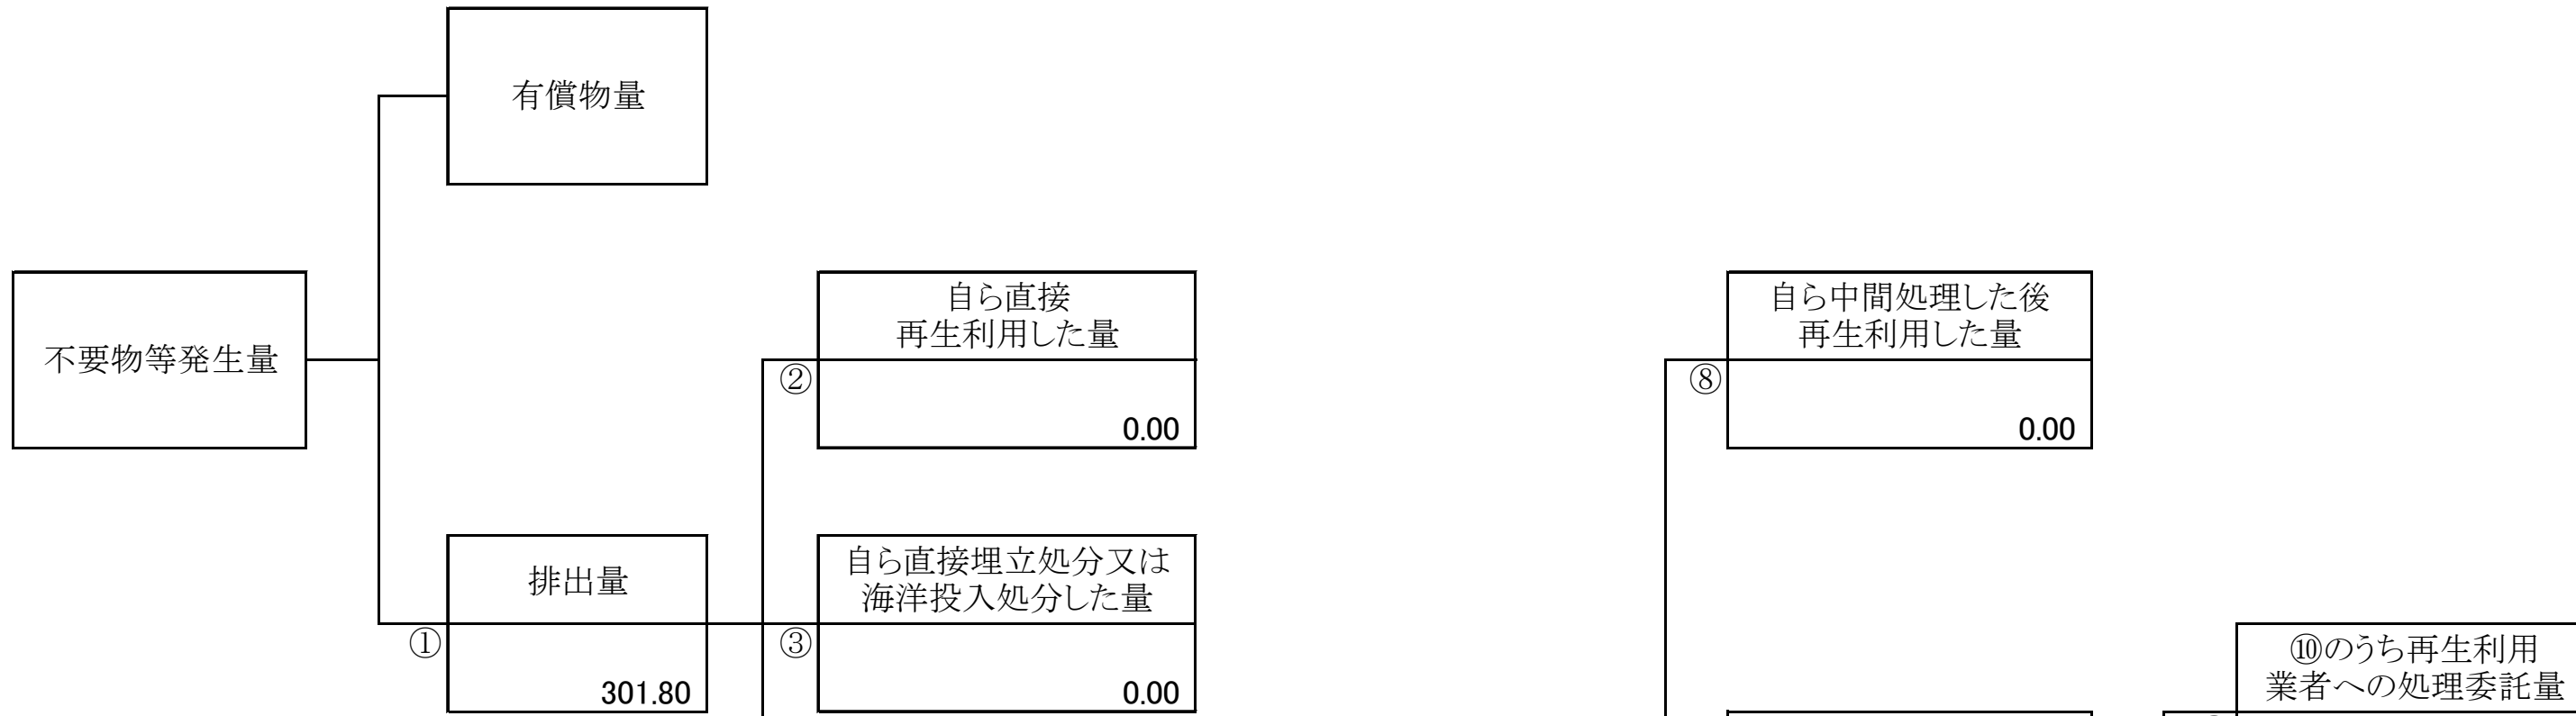 有償物量
不要物等発生量
自ら直接
再生利用した量
②
0.00
自ら中間処理した後
再生利用した量
⑧
0.00
排出量
①
301.80
自ら直接埋立処分又は
海洋投入処分した量
③
0.00
⑩のうち再生利用
業者への処理委託量